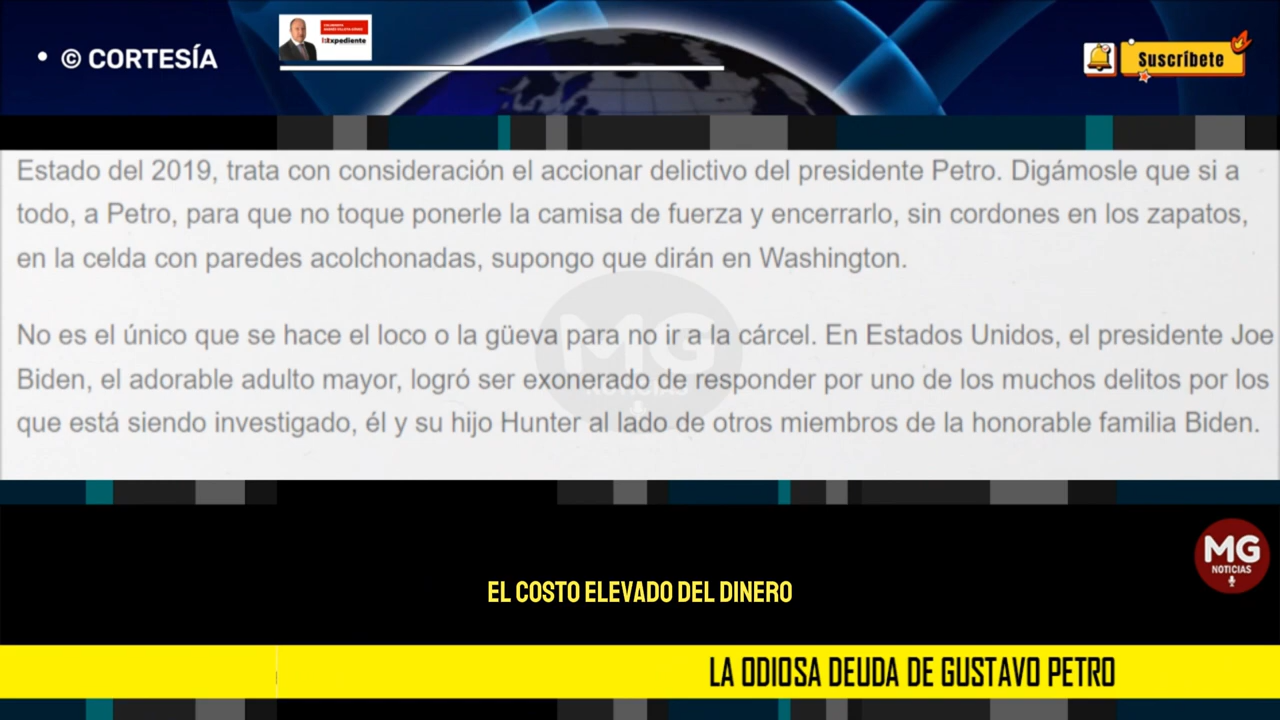 • © CORTESÍA
Expediente
Suscríbete
Estado del 2019, trata con consideración el accionar delictivo del presidente Petro. Digámosle que si a
todo, a Petro, para que no toque ponerle la camisa de fuerza y encerrarlo, sin cordones en los zapatos,
en la celda con paredes acolchonadas, supongo que dirán en Washington.
No es el único que se hace el loco o la güeva para no ir a la cárcel. En Estados Unidos, el presidente Joe
Biden, el adorable adulto mayor, logró ser exonerado de responder por uno de los muchos delitos por los
que está siendo investigado, él y su hijo Hunter al lado de otros miembros de la honorable familia Biden.
MG
NOTICIAS
MG
NOTICIAS
EL COSTO ELEVADO DEL DINERO
LA ODIOSA DEUDA DE GUSTAVO PETRO